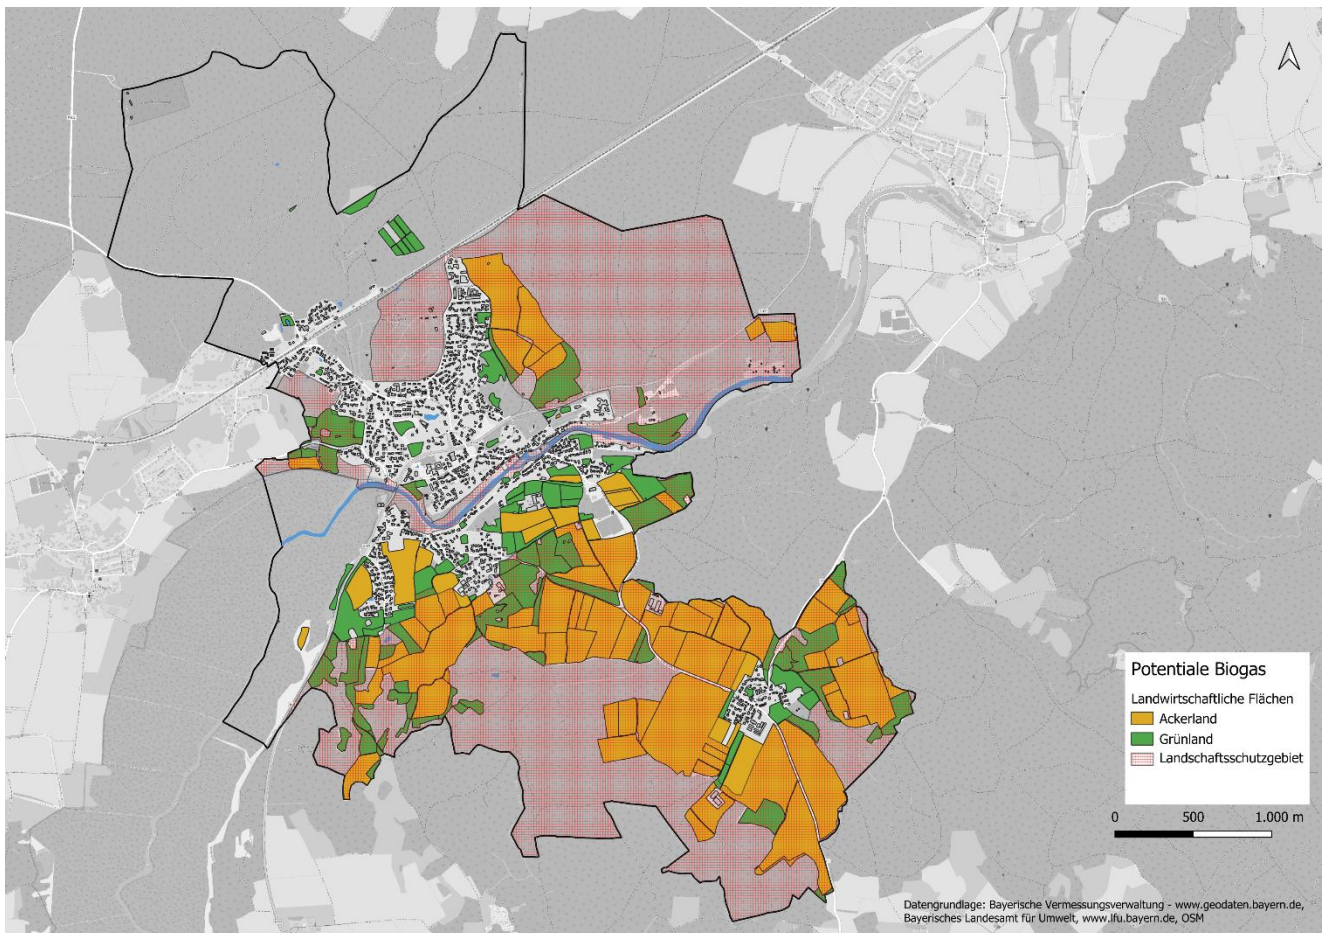 Potentiale Biogas
Landwirtschaftliche Flächen
Ackerland
Grünland
Landschaftsschutzgebiet
0 500 1.000 m
Datengrundlage: Bayerische Vermessungsverwaltung - www.geodaten.bayern.de,
Bayerisches Landesamt für Umwelt, www.lfu.bayern.de, OSM